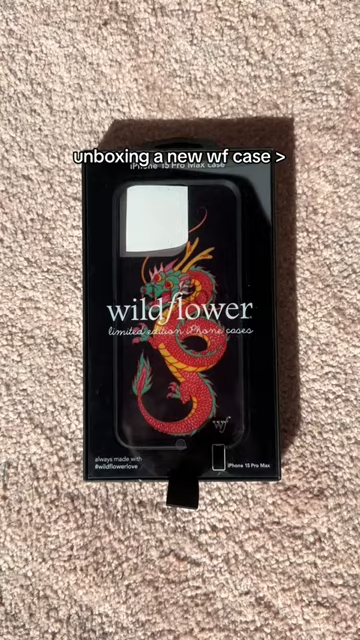 unboxing a new wf case >
iPhone 15 Pro Max Case
wildflower
limited edition iPhone cases
wf
always made with
#wildflowerlove
iPhone 15 Pro Max